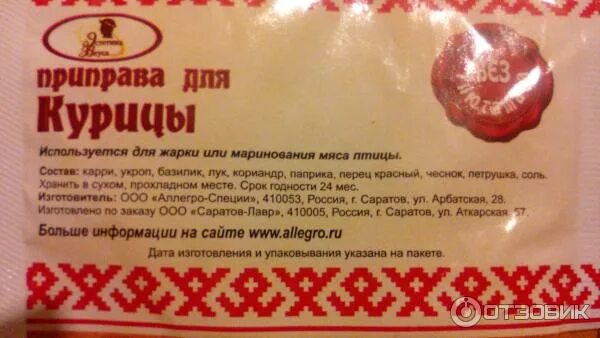 Эстетика
Вкуса
приправа для
Курицы
БЕЗ
глютамата
Используется для жарки или маринования мяса птицы.
Состав: карри, укроп, базилик, лук, кориандр, паприка, перец красный, чеснок, петрушка, соль.
Хранить в сухом, прохладном месте. Срок годности 24 мес.
Изготовитель: ООО «Аллегро-Специи», 410053, Россия, г. Саратов, ул. Арбатская, 28.
Изготовлено по заказу ООО «Саратов-Лавр», 410005, Россия, г. Саратов, ул. Аткарская, 57.
Больше информации на сайте www.allegro.ru
Дата изготовления и упаковывания указана на пакете.
ОТЗОВИК